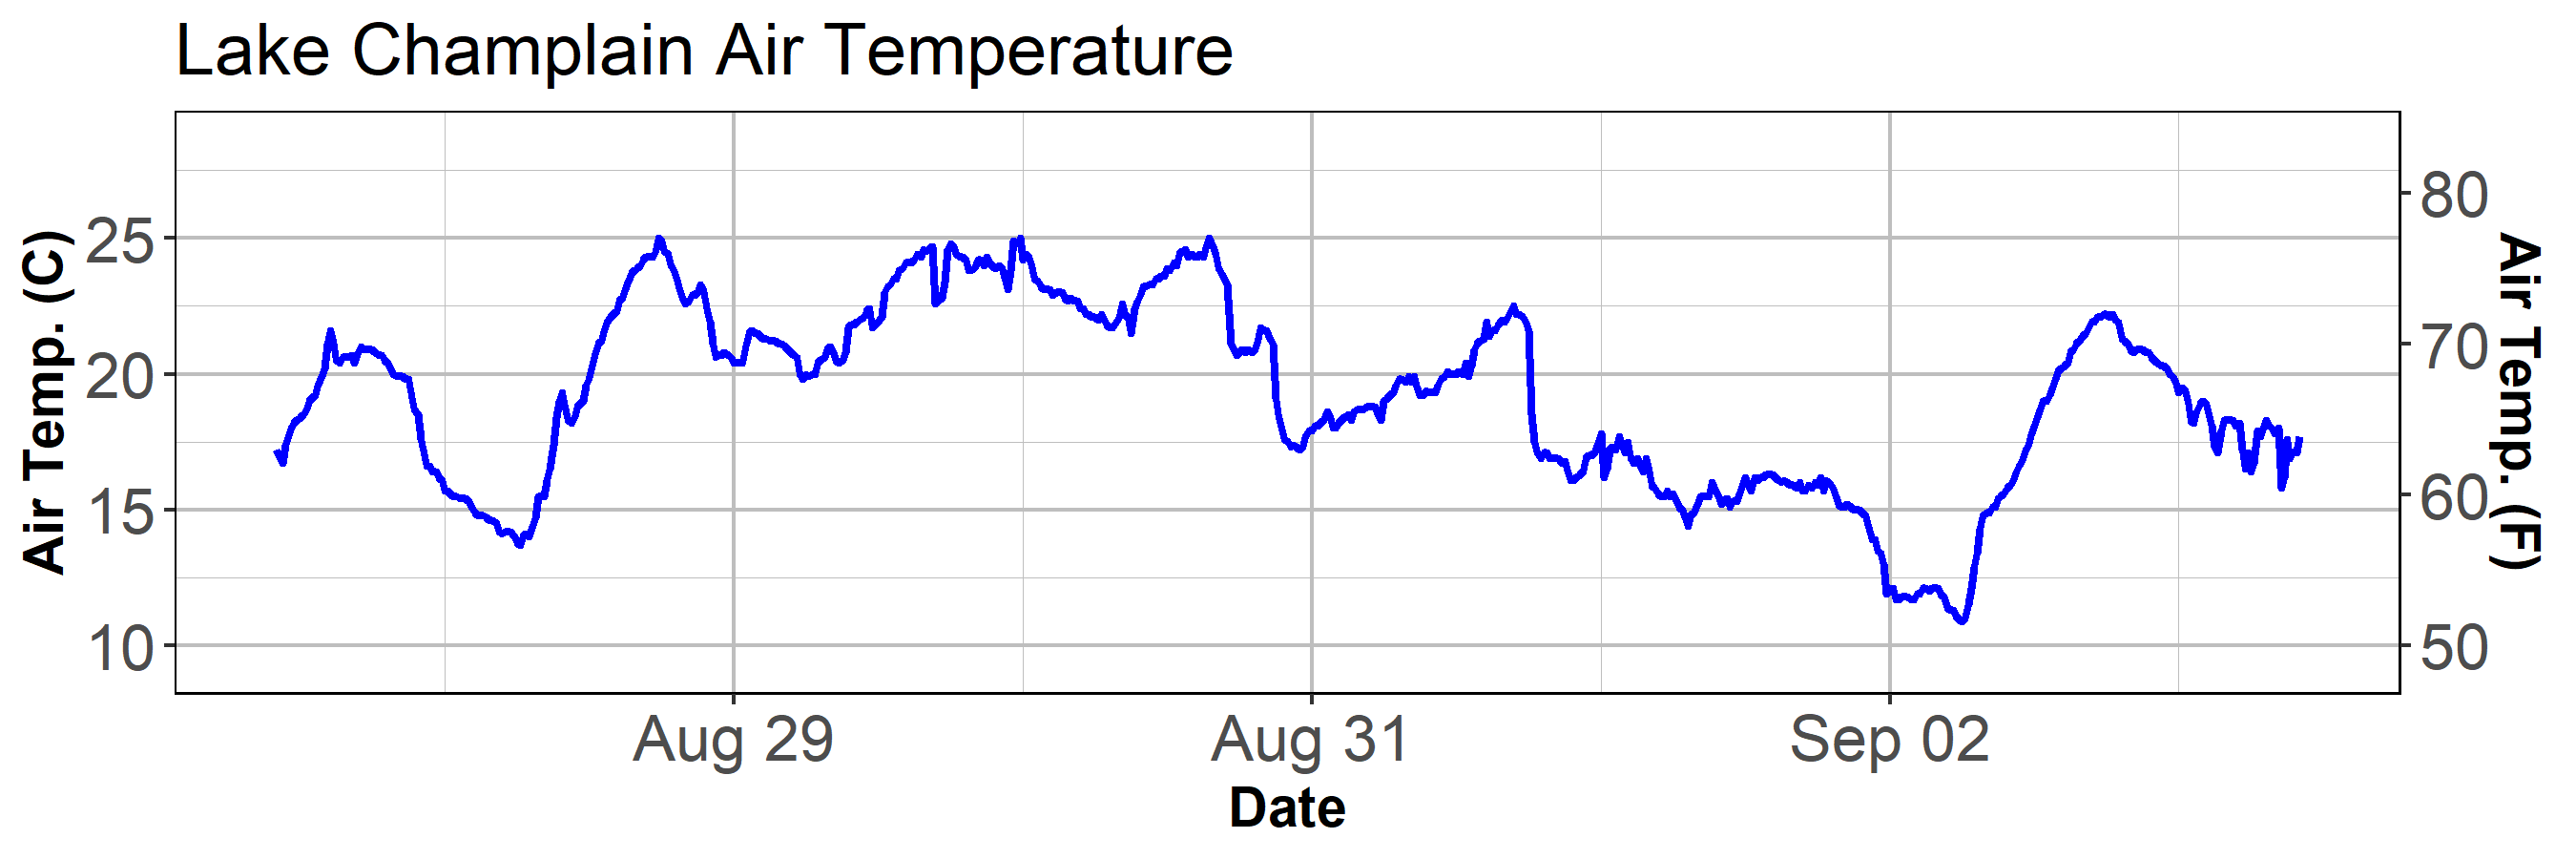 Lake Champlain Air Temperature
Air Temp. (C)
25
20
15
10
80
70
60
50
Air Temp. (F)
Aug 29
Aug 31
Sep 02
Date